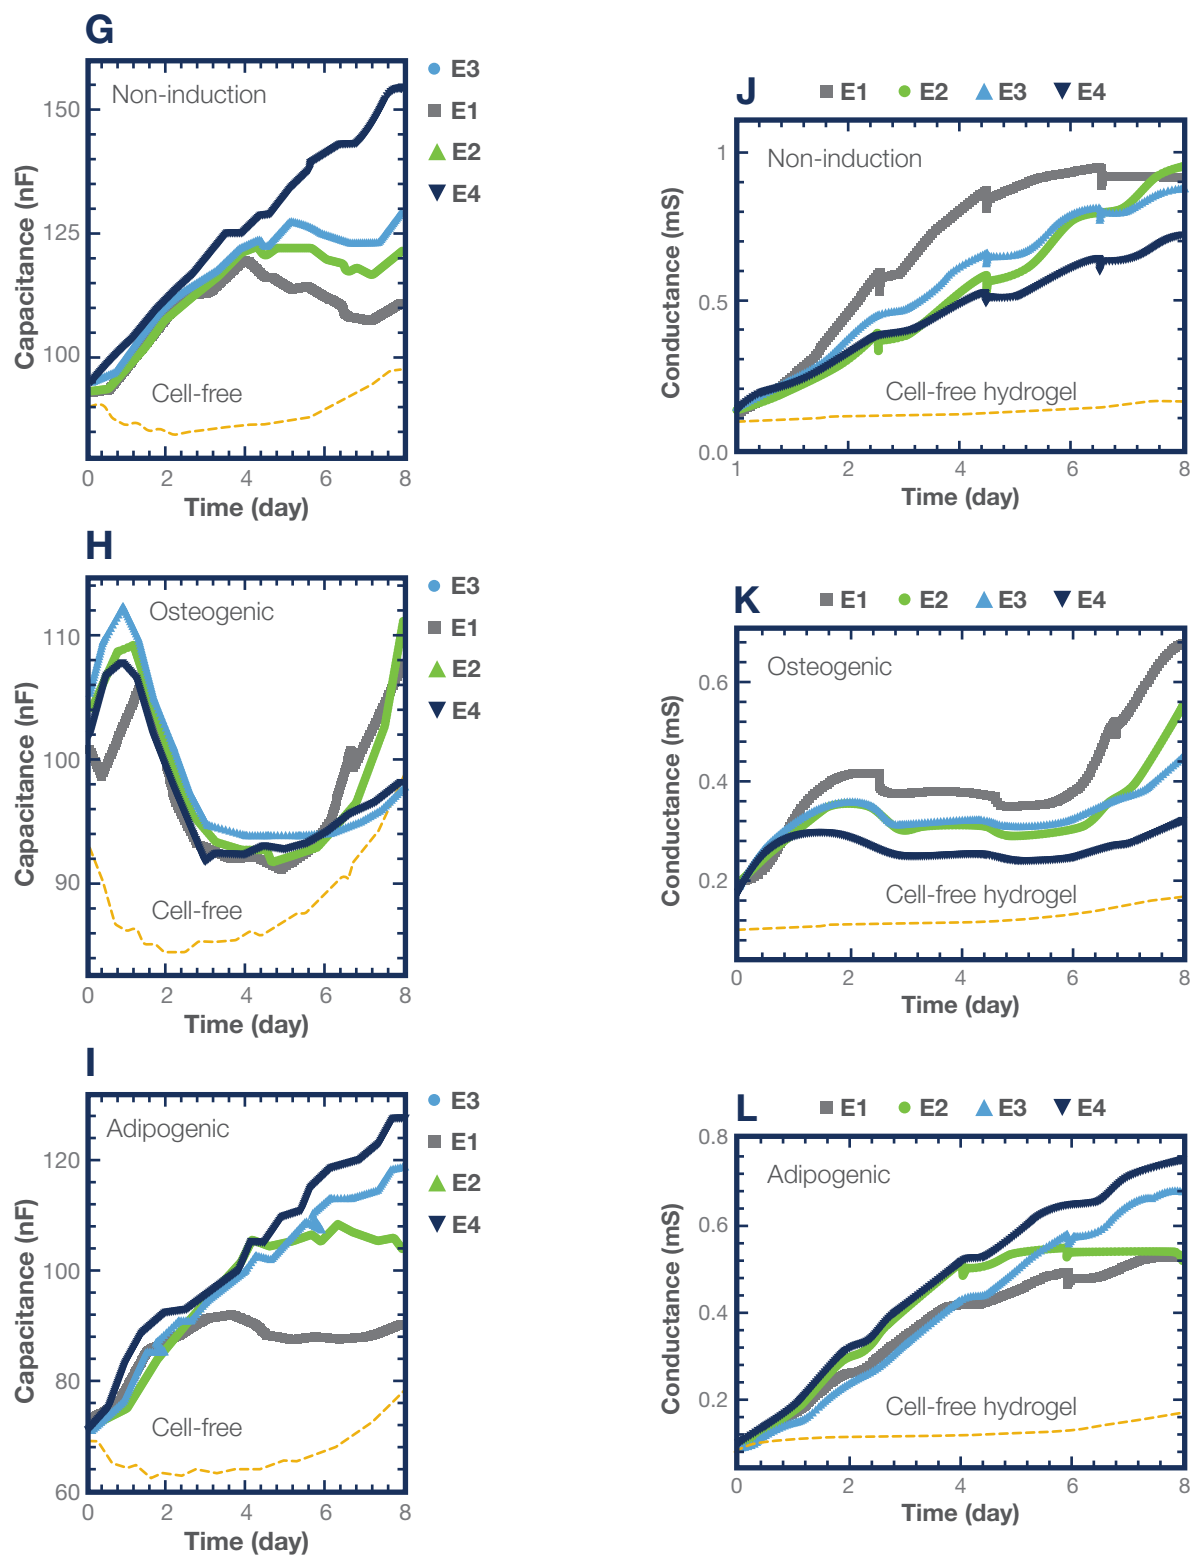 G
Non-induction
Capacitance (nF)
150
125
100
Cell-free
0 2 4 6 8
Time (day)
E3
E1
E2
E4
H
Osteogenic
Capacitance (nF)
110
100
90
Cell-free
0 2 4 6 8
Time (day)
E3
E1
E2
E4
I
Adipogenic
Capacitance (nF)
120
100
80
60
Cell-free
0 2 4 6 8
Time (day)
E3
E1
E2
E4
J
E1 E2 E3 E4
Non-induction
Conductance (mS)
1
0.5
0.0
Cell-free hydrogel
1 2 4 6 8
Time (day)
K
E1 E2 E3 E4
Osteogenic
Conductance (mS)
0.6
0.4
0.2
Cell-free hydrogel
0 2 4 6 8
Time (day)
L
E1 E2 E3 E4
Adipogenic
Conductance (mS)
0.8
0.6
0.4
0.2
Cell-free hydrogel
0 2 4 6 8
Time (day)